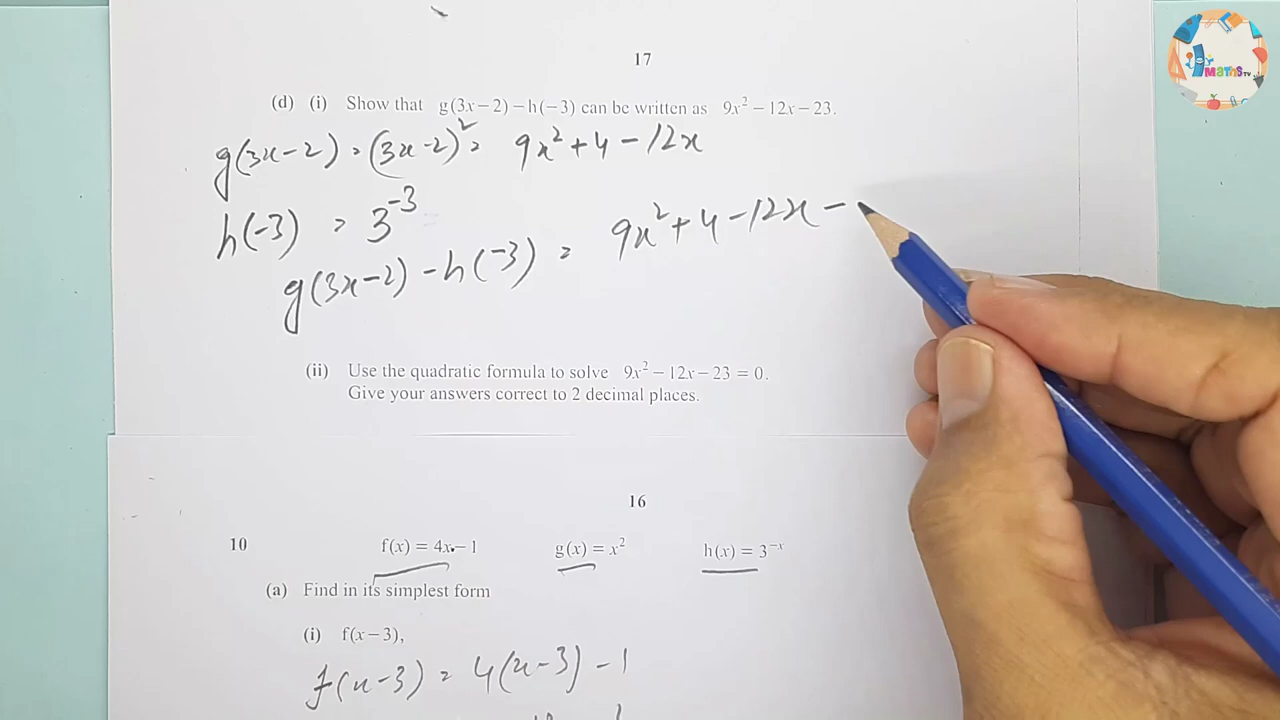 MATHS TV
17
(d) (i) Show that g(3x−2)−h(−3) can be written as 9x²−12x−23.
g(3x−2) = (3x−2)² = 9x²+4−12x
h(−3) = 3⁻³
g(3x−2) −h(−3) = 9x²+4−12x−
(ii) Use the quadratic formula to solve 9x²−12x−23 = 0.
Give your answers correct to 2 decimal places.
16
10 f(x) = 4x−1 g(x) = x² h(x) = 3⁻ˣ
(a) Find in its simplest form
(i) f(x−3),
f(x−3) = 4(x−3) −1